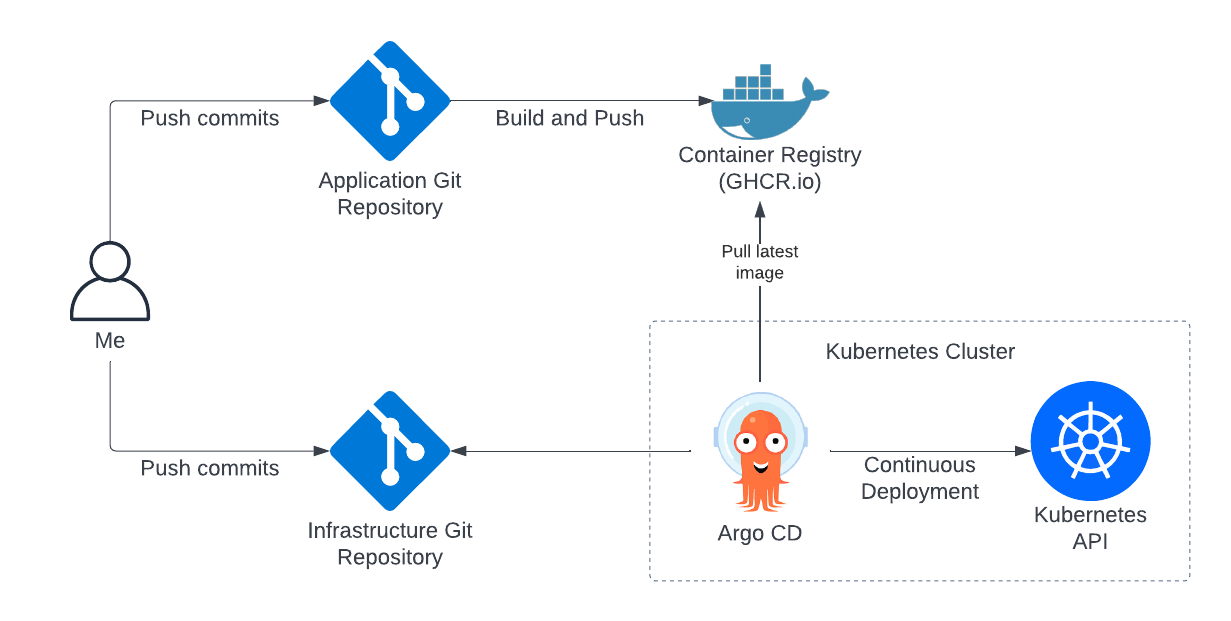 Push commits
Build and Push
Container Registry
(GHCR.io)
Application Git
Repository
Pull latest
image
Me
Kubernetes Cluster
Push commits
Continuous
Deployment
Infrastructure Git
Repository
Argo CD
Kubernetes
API